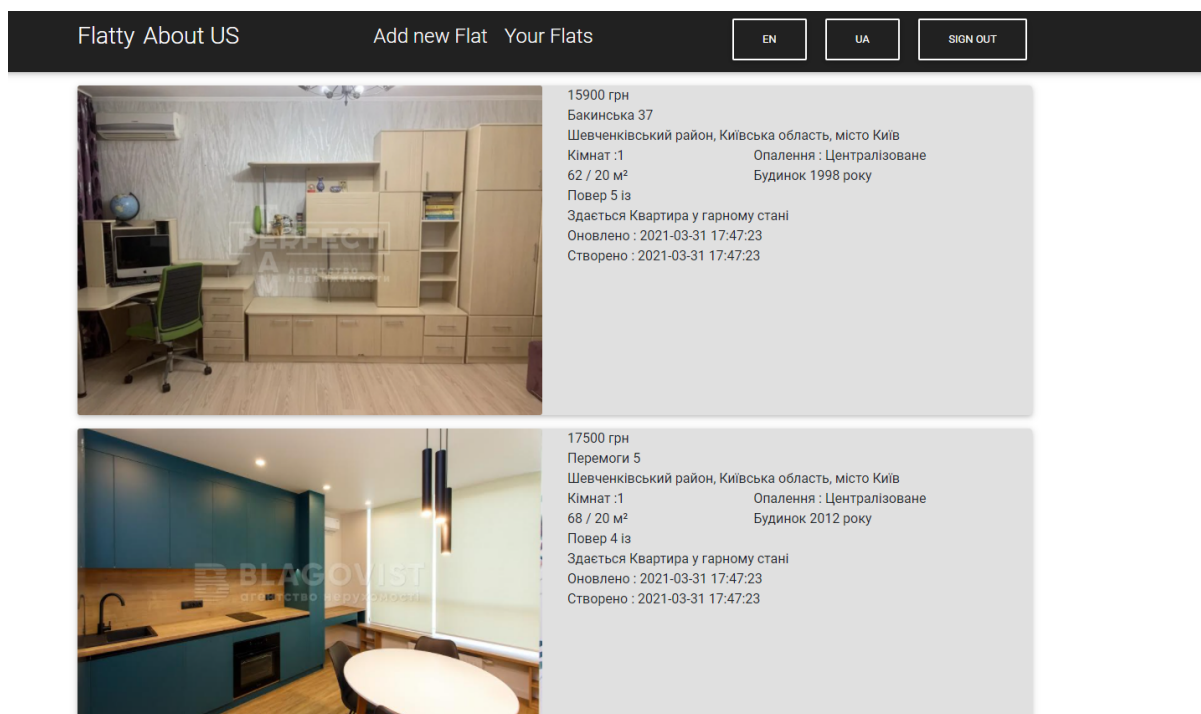 Flatty About US Add new Flat Your Flats EN UA SIGN OUT
15900 грн
Бакинська 37
Шевченківський район, Київська область, місто Київ
Кімнат :1 Опалення : Централізоване
62 / 20 м² Будинок 1998 року
Повер 5 із
Здається Квартира у гарному стані
Оновлено : 2021-03-31 17:47:23
Створено : 2021-03-31 17:47:23
PERFECT
АГЕНТСТВО
НЕДВИЖИМОСТИ
17500 грн
Перемоги 5
Шевченківський район, Київська область, місто Київ
Кімнат :1 Опалення : Централізоване
68 / 20 м² Будинок 2012 року
Повер 4 із
Здається Квартира у гарному стані
Оновлено : 2021-03-31 17:47:23
Створено : 2021-03-31 17:47:23
BLAGOVIST
агентство нерухомості